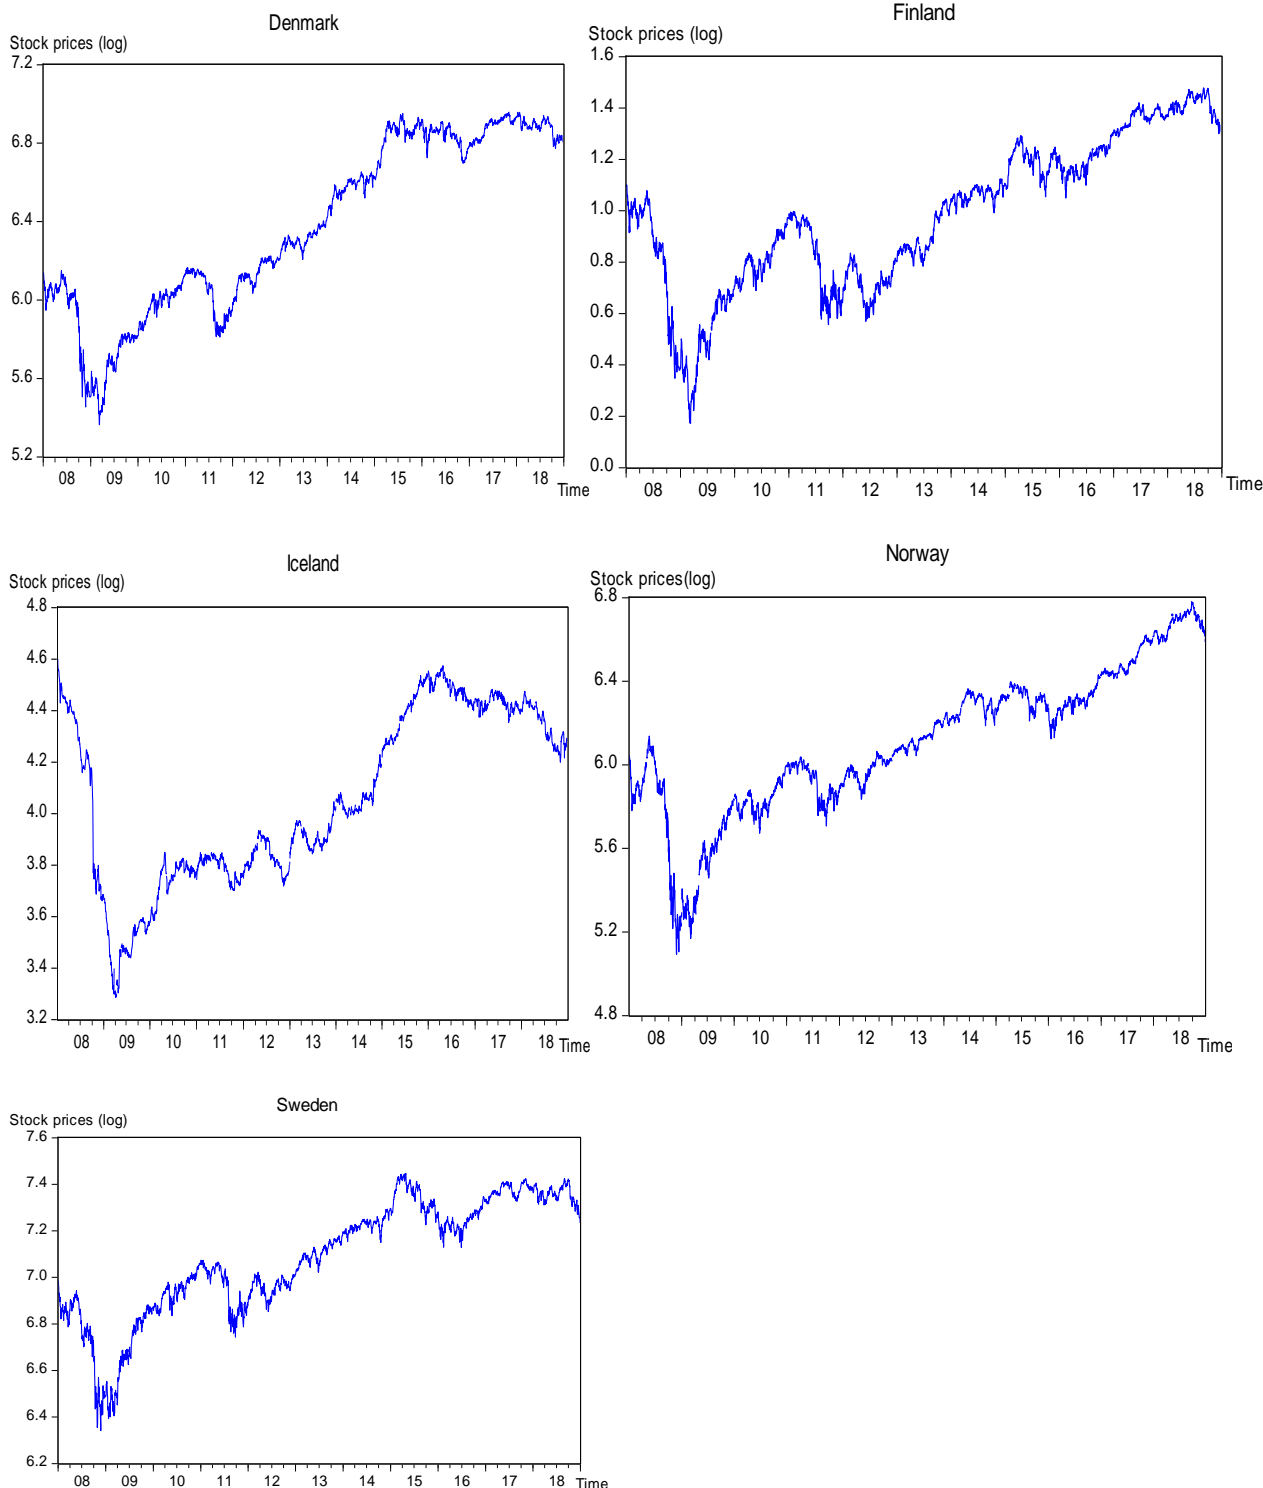 Denmark
Stock prices (log)
7.2
6.8
6.4
6.0
5.6
5.2
08 09 10 11 12 13 14 15 16 17 18
Time
Finland
Stock prices (log)
1.6
1.4
1.2
1.0
0.8
0.6
0.4
0.2
0.0
08 09 10 11 12 13 14 15 16 17 18
Time
Iceland
Stock prices (log)
4.8
4.6
4.4
4.2
4.0
3.8
3.6
3.4
3.2
08 09 10 11 12 13 14 15 16 17 18
Time
Norway
Stock prices(log)
6.8
6.4
6.0
5.6
5.2
4.8
08 09 10 11 12 13 14 15 16 17 18
Time
Sweden
Stock prices (log)
7.6
7.4
7.2
7.0
6.8
6.6
6.4
6.2
08 09 10 11 12 13 14 15 16 17 18
Time